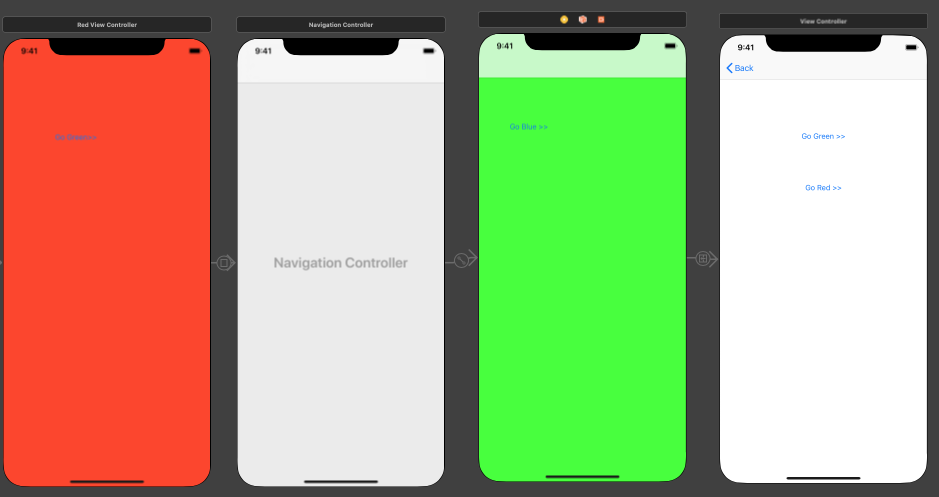 Red View Controller
Navigation Controller
View Controller
9:41
9:41
9:41
9:41
Back
Go Green>>
Go Blue >>
Go Green >>
Go Red >>
Navigation Controller